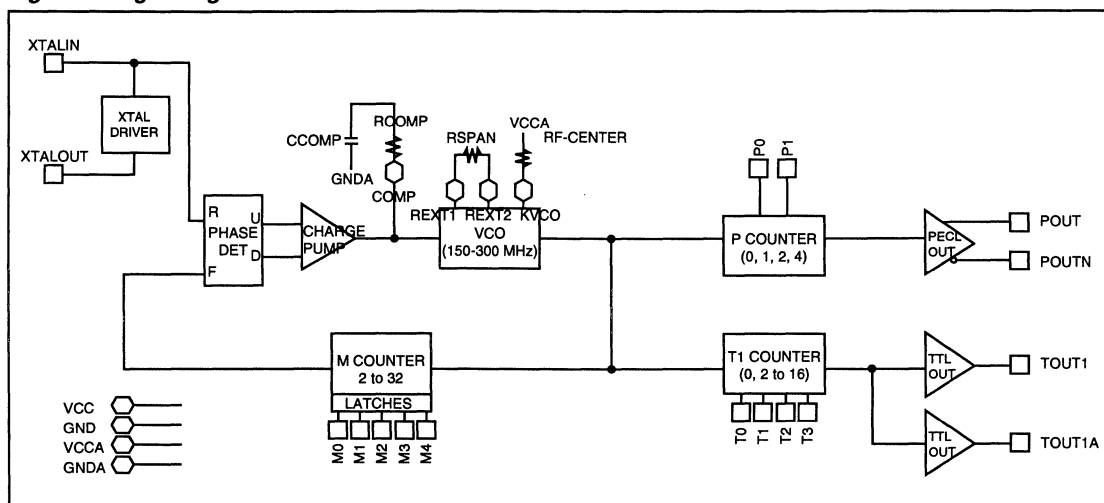 XTALIN
XTAL
DRIVER
XTALOUT
CCOMP
RCOMP
GNDA
COMP
RSPAN
VCCA
RF-CENTER
REXT1 REXT2 KVCO
VCO
(150-300 MHz)
R
U
PHASE
DET
D
F
CHARGE
PUMP
P0
P1
P COUNTER
(0, 1, 2, 4)
PECL
OUT
POUT
POUTN
M COUNTER
2 to 32
LATCHES
M0
M1
M2
M3
M4
T1 COUNTER
(0, 2 to 16)
T0
T1
T2
T3
TTL
OUT
TOUT1
TTL
OUT
TOUT1A
VCC
GND
VCCA
GNDA